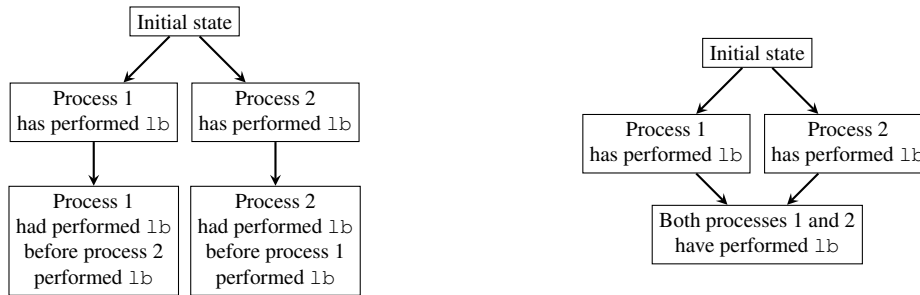 Initial state
Process 1
has performed lb
Process 2
has performed lb
Process 1
had performed lb
before process 2
performed lb
Process 2
had performed lb
before process 1
performed lb
Initial state
Process 1
has performed lb
Process 2
has performed lb
Both processes 1 and 2
have performed lb